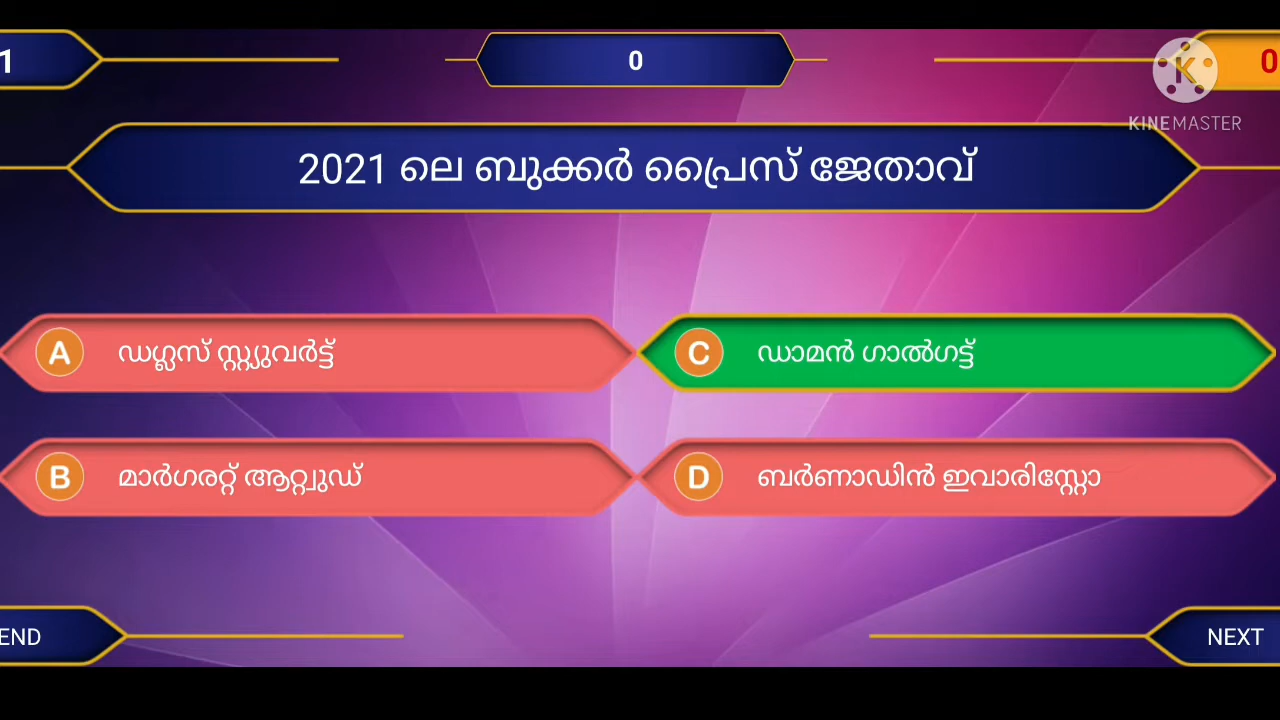 1
0
0
KINEMASTER
2021 ലെ ബുക്കർ പ്രൈസ് ജേതാവ്
A ഡഗ്ലസ് സ്റ്റ്യുവർട്ട്
C ഡാമൻ ഗാൽഗട്ട്
B മാർഗരറ്റ് ആറ്റ്വുഡ്
D ബർണാഡിൻ ഇവാരിസ്റ്റോ
END
NEXT